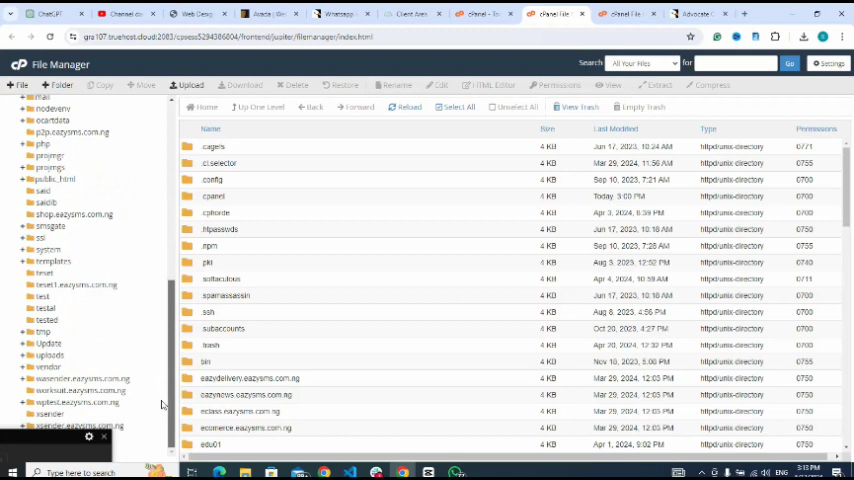 ChatGPT
Channel da
Web Desig
Avada | We
Whatsapp
Client Area
cPanel - To
cPanel File
cPanel File
Advocate C
gra107.truehost.cloud:2083/cpsess5294386804/frontend/jupiter/filemanager/index.html
File Manager
Search All Your Files for Go Settings
+ File + Folder Copy Move Upload Download Delete Restore Rename Edit HTML Editor Permissions View Extract Compress
Home Up One Level Back Forward Reload Select All Unselect All View Trash Empty Trash
Name Size Last Modified Type Permissions
.cagefs 4 KB Jun 17, 2023, 10:24 AM httpd/unix-directory 0771
.cl.selector 4 KB Mar 29, 2024, 11:56 AM httpd/unix-directory 0755
.config 4 KB Sep 10, 2023, 7:21 AM httpd/unix-directory 0700
.cpanel 4 KB Today, 3:00 PM httpd/unix-directory 0700
.cphorde 4 KB Apr 3, 2024, 6:39 PM httpd/unix-directory 0700
.htpasswds 4 KB Jun 17, 2023, 10:18 AM httpd/unix-directory 0750
.npm 4 KB Sep 10, 2023, 7:28 AM httpd/unix-directory 0755
.pki 4 KB Aug 3, 2023, 12:52 PM httpd/unix-directory 0740
.softaculous 4 KB Apr 4, 2024, 10:59 AM httpd/unix-directory 0711
.spamassassin 4 KB Jun 17, 2023, 10:18 AM httpd/unix-directory 0700
.ssh 4 KB Aug 8, 2023, 4:56 PM httpd/unix-directory 0700
.subaccounts 4 KB Oct 20, 2023, 4:27 PM httpd/unix-directory 0700
.trash 4 KB Apr 20, 2024, 12:32 PM httpd/unix-directory 0700
bin 4 KB Nov 18, 2023, 5:08 PM httpd/unix-directory 0755
eazydelivery.eazysms.com.ng 4 KB Mar 29, 2024, 12:03 PM httpd/unix-directory 0750
eazynews.eazysms.com.ng 4 KB Mar 29, 2024, 12:03 PM httpd/unix-directory 0750
eclass.eazysms.com.ng 4 KB Mar 29, 2024, 12:03 PM httpd/unix-directory 0750
ecomerce.eazysms.com.ng 4 KB Mar 29, 2024, 12:03 PM httpd/unix-directory 0750
edu01 4 KB Apr 1, 2024, 9:02 PM httpd/unix-directory 0750
mail
nodevenv
ocartdata
p2p.eazysms.com.ng
php
projmgr
projmgs
public_html
said
saidlib
shop.eazysms.com.ng
smsgate
ssl
system
templates
teset
teset1.eazysms.com.ng
test
testal
tested
tmp
Update
uploads
vendor
wasender.eazysms.com.ng
worksuit.eazysms.com.ng
wptest.eazysms.com.ng
xsender
xsender.eazysms.com.ng
Type here to search
ENG
3:13 PM